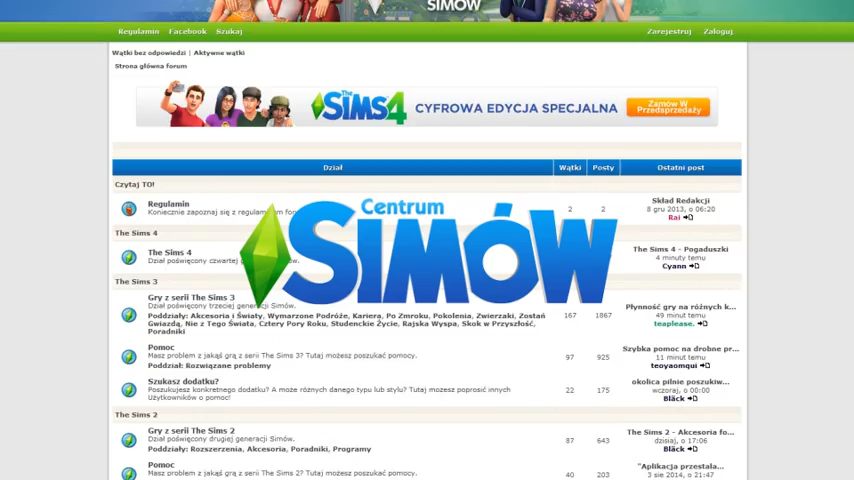 SIMÓW
Regulamin Facebook Szukaj Zarejestruj Zaloguj
Wątki bez odpowiedzi | Aktywne wątki
Strona główna forum
The SIMS 4 CYFROWA EDYCJA SPECJALNA Zamów W
Przedsprzedaży
Dział Wątki Posty Ostatni post
Czytaj TO!
Regulamin
Koniecznie zapoznaj się z regulaminem
2 2
Skład Redakcji
8 gru 2013, o 06:20
Rai
Centrum
SIMÓW
The Sims 4
The Sims 4
Dział poświęcony czwartej
The Sims 4 - Pogaduszki
4 minuty temu
Cyann
The Sims 3
Gry z serii The Sims 3
Dział poświęcony trzeciej generacji Simów.
Poddziały: Akcesoria i Światy, Wymarzone Podróże, Kariera, Po Zmroku, Pokolenia, Zwierzaki, Zostań
Gwiazdą, Nie z Tego Świata, Cztery Pory Roku, Studenckie Życie, Rajska Wyspa, Skok w Przyszłość,
Poradniki
167 1867
Płynność gry na różnych k...
49 minut temu
teaplease.
Pomoc
Masz problem z jakąś grą z serii The Sims 3? Tutaj możesz poszukać pomocy.
Poddział: Rozwiązane problemy
97 925
Szybka pomoc na drobne pr...
11 minut temu
teoyaomqui
Szukasz dodatku?
Poszukujesz konkretnego dodatku? A może różnych danego typu lub stylu? Tutaj możesz poprosić innych
Użytkowników o pomoc!
22 175
okolica pilnie poszukiw...
wczoraj, o 00:00
Bläck
The Sims 2
Gry z serii The Sims 2
Dział poświęcony drugiej generacji Simów.
Poddziały: Rozszerzenia, Akcesoria, Poradniki, Programy
87 643
The Sims 2 - Akcesoria fo...
dzisiaj, o 17:06
Bläck
Pomoc
Masz problem z jakąś grą z serii The Sims 2? Tutaj możesz poszukać pomocy.
40 203
"Aplikacja przestała...
3 sie 2014, o 21:47